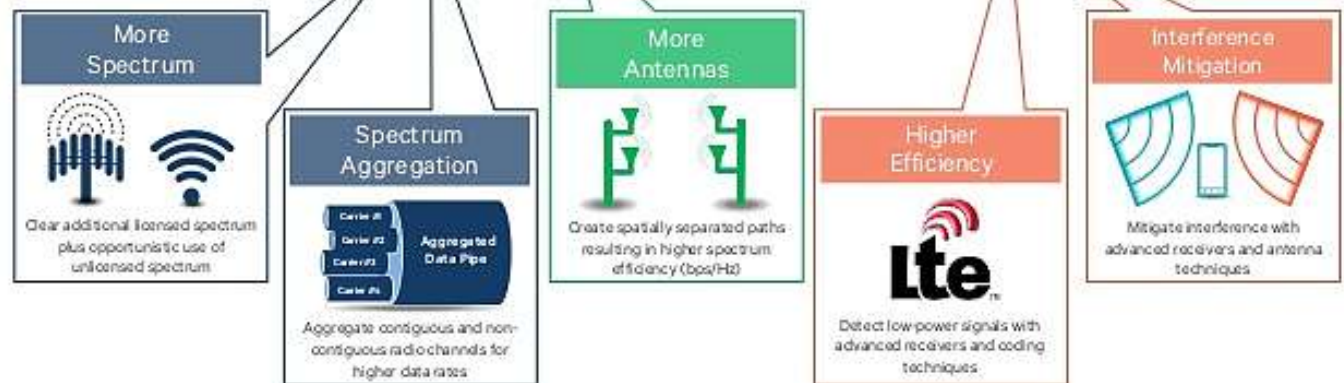 More
Spectrum
Clear additional licensed spectrum
plus opportunistic use of
unlicensed spectrum
Spectrum
Aggregation
Carrier #1
Carrier #2
Carrier #3
Carrier #4
Aggregated
Data Pipe
Aggregate contiguous and non-
contiguous radio channels for
higher data rates
More
Antennas
Create spatially separated paths
resulting in higher spectrum
efficiency (bps/Hz)
Higher
Efficiency
Lte
TM
Detect low-power signals with
advanced receivers and coding
techniques
Interference
Mitigation
Mitigate interference with
advanced receivers and antenna
techniques